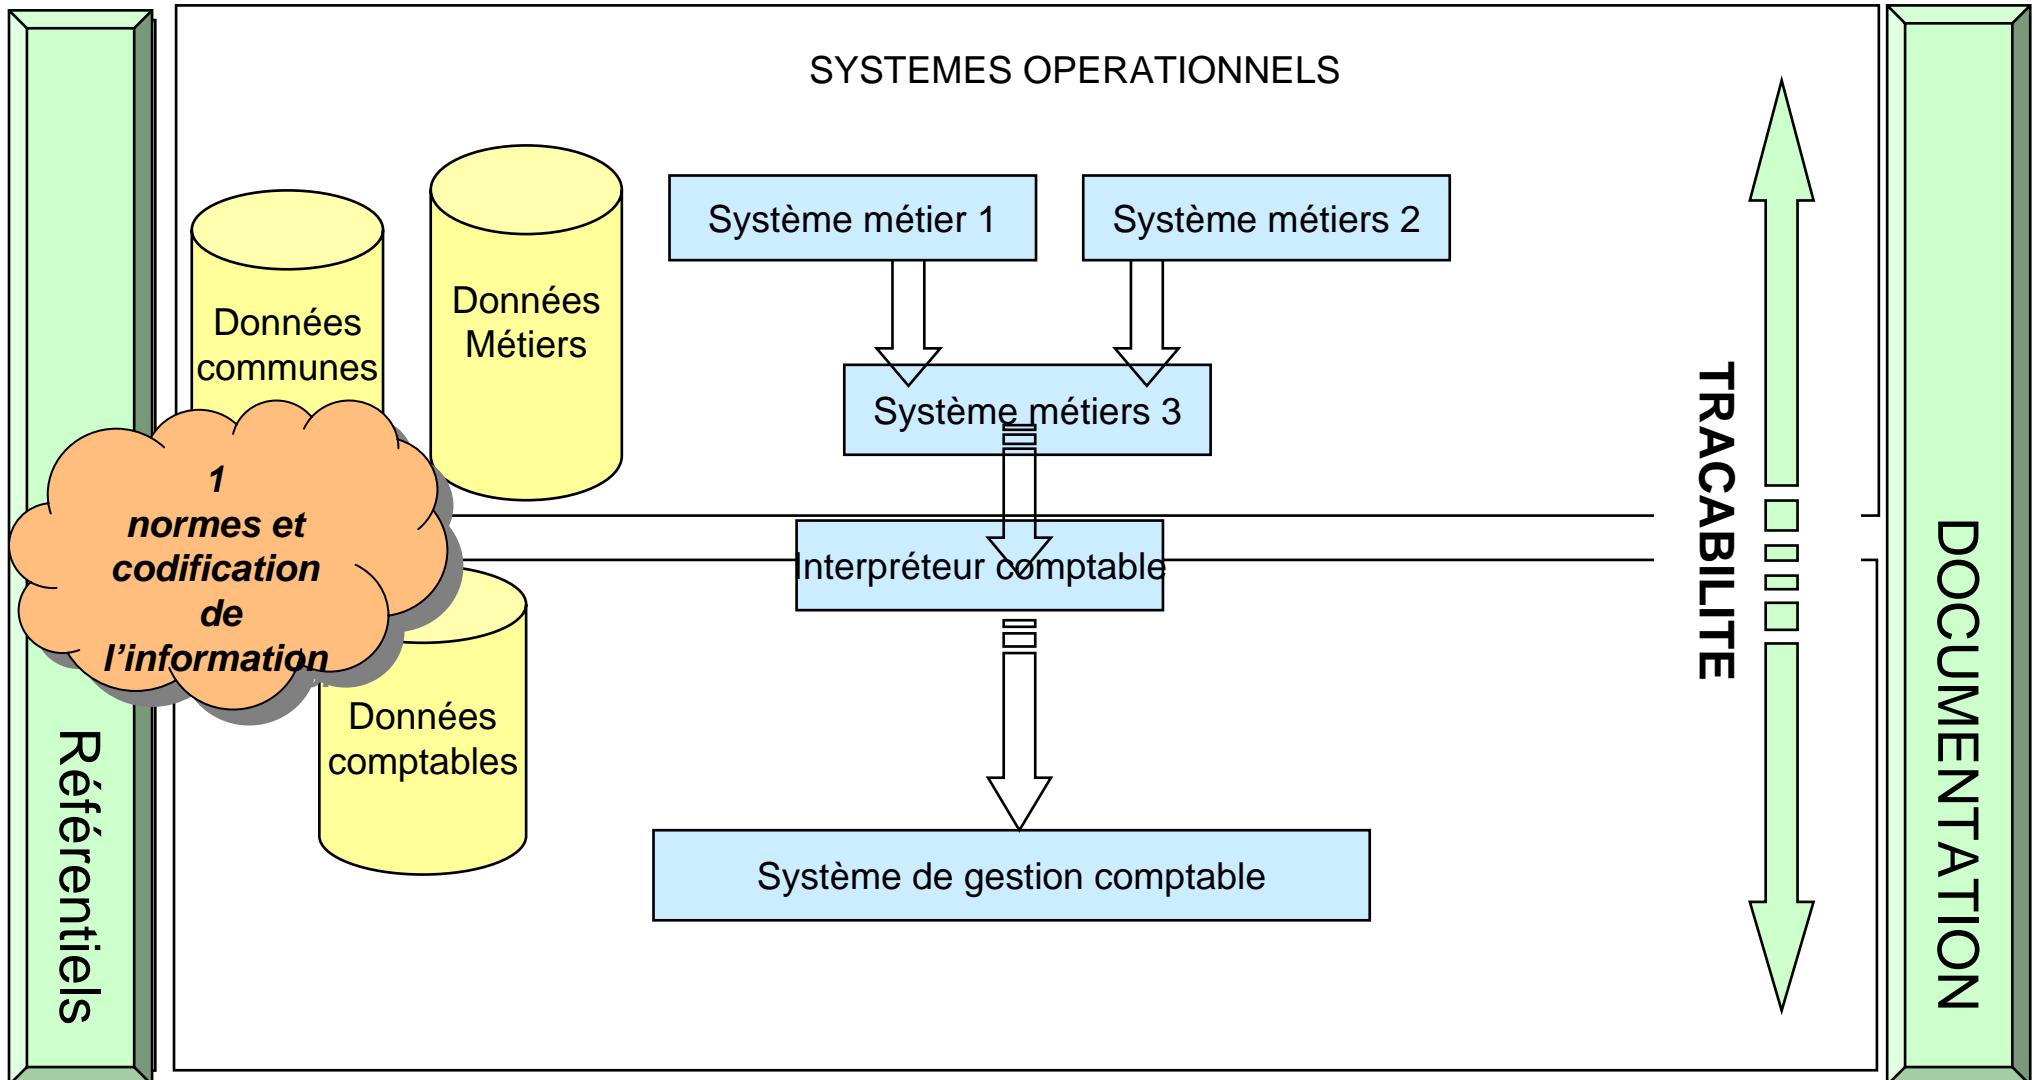 SYSTEMES OPERATIONNELS
Système métier 1
Système métiers 2
Données
communes
Données
Métiers
Système métiers 3
1
normes et
codification
de
l’information
Interpréteur comptable
Données
comptables
Système de gestion comptable
Référentiels
TRACABILITE
DOCUMENTATION